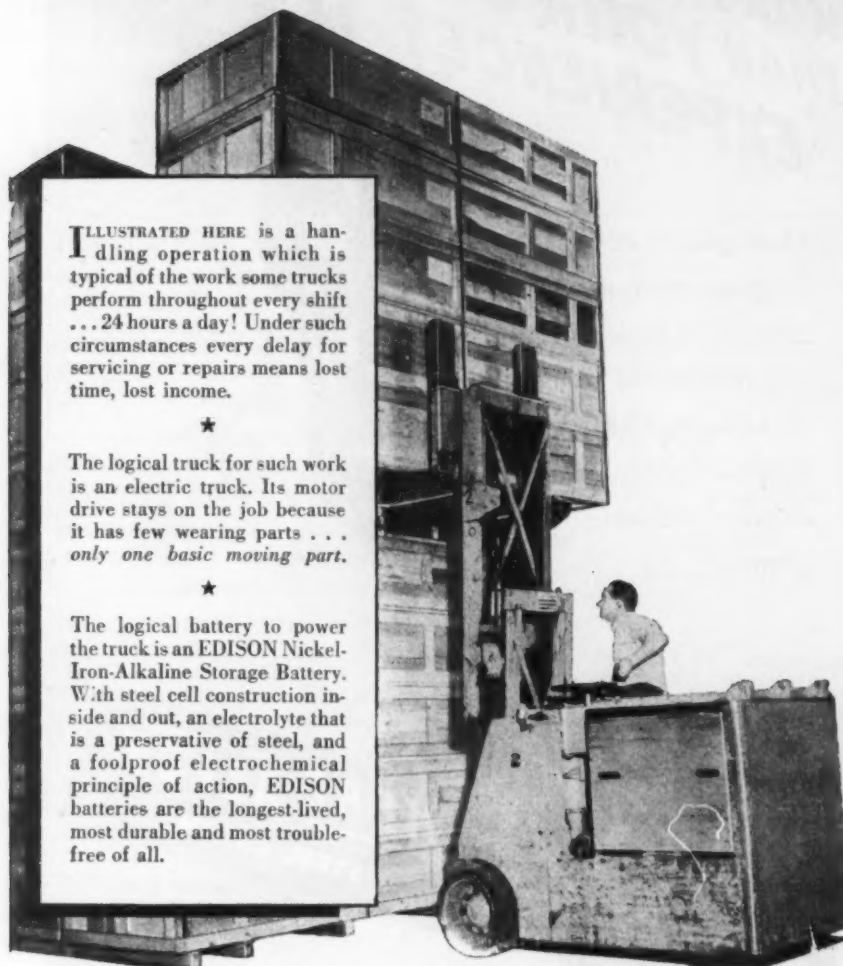 ILLUSTRATED HERE is a han-
dling operation which is
typical of the work some trucks
perform throughout every shift
...24 hours a day! Under such
circumstances every delay for
servicing or repairs means lost
time, lost income.
★
The logical truck for such work
is an electric truck. Its motor
drive stays on the job because
it has few wearing parts . . .
only one basic moving part.
★
The logical battery to power
the truck is an EDISON Nickel-
Iron-Alkaline Storage Battery.
With steel cell construction in-
side and out, an electrolyte that
is a preservative of steel, and
a foolproof electrochemical
principle of action, EDISON
batteries are the longest-lived,
most durable and most trouble-
free of all.
2